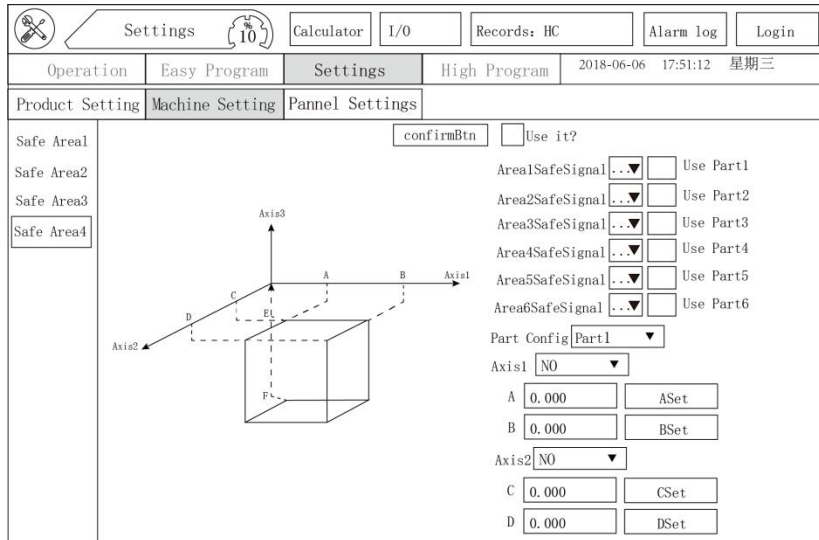 Settings % 10 Calculator I/O Records: HC Alarm log Login
Operation Easy Program Settings High Program 2018-06-06 17:51:12 星期三
Product Setting Machine Setting Pannel Settings
confirmBtn Use it?
Safe Area1
Safe Area2
Safe Area3
Safe Area4
Axis3
A B Axis1
C
D E
Axis2
F
Area1SafeSignal ... Use Part1
Area2SafeSignal ... Use Part2
Area3SafeSignal ... Use Part3
Area4SafeSignal ... Use Part4
Area5SafeSignal ... Use Part5
Area6SafeSignal ... Use Part6
Part Config Part1
Axis1 NO
A 0.000 ASet
B 0.000 BSet
Axis2 NO
C 0.000 CSet
D 0.000 DSet